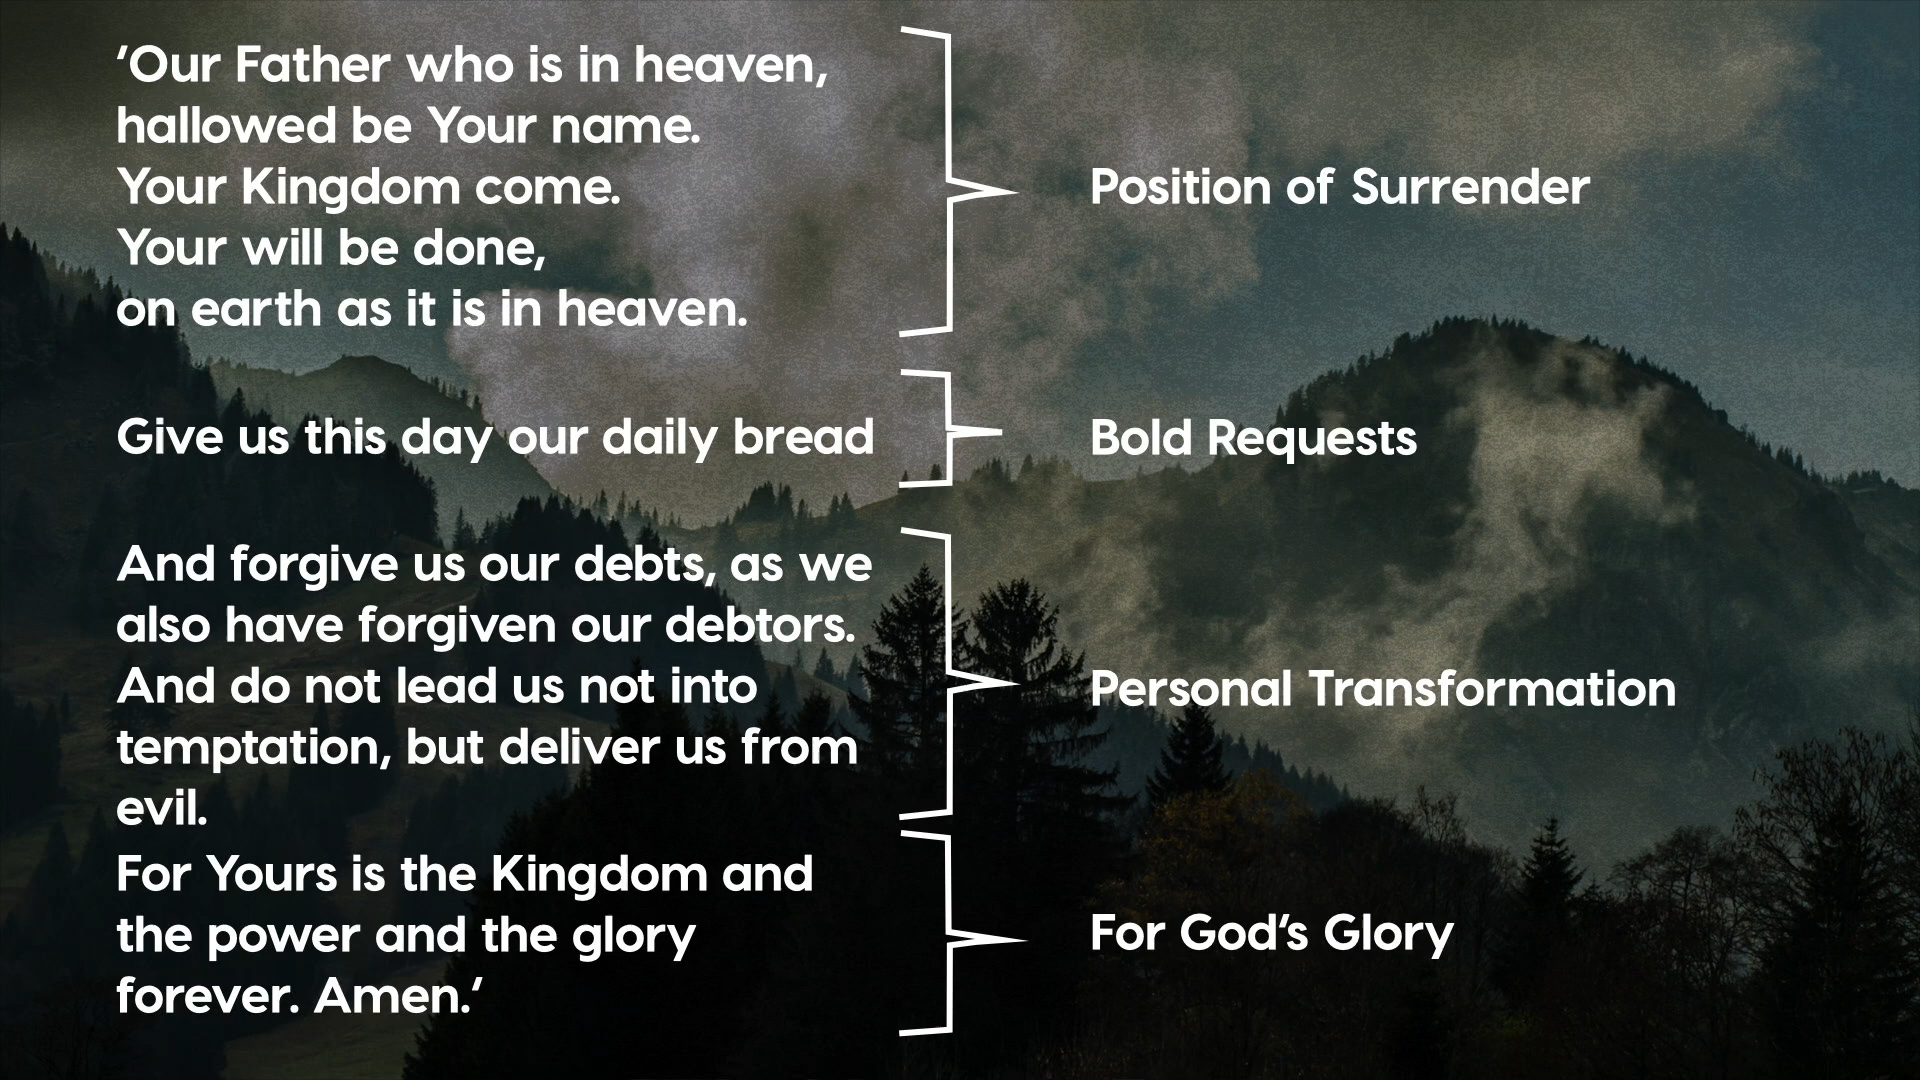 ‘Our Father who is in heaven,
hallowed be Your name.
Your Kingdom come.
Your will be done,
on earth as it is in heaven.
Position of Surrender
Give us this day our daily bread
Bold Requests
And forgive us our debts, as we
also have forgiven our debtors.
And do not lead us not into
temptation, but deliver us from
evil.
Personal Transformation
For Yours is the Kingdom and
the power and the glory
forever. Amen.‘
For God’s Glory